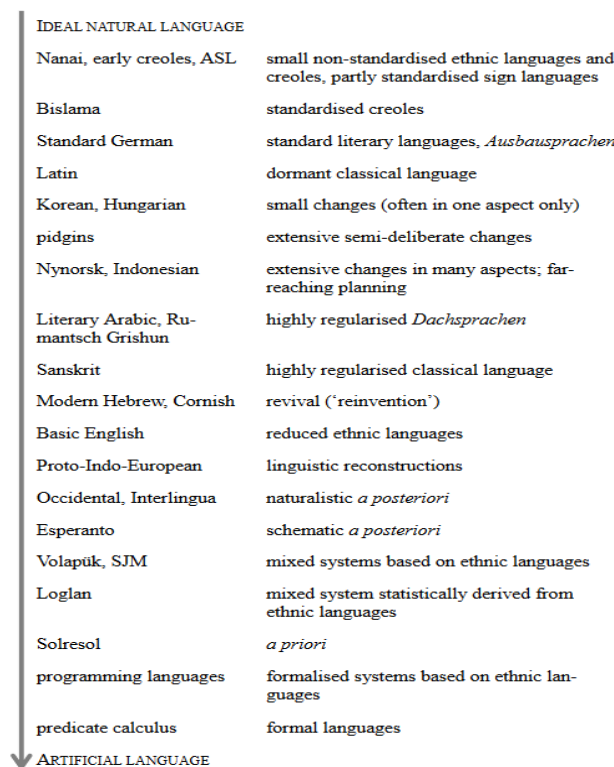 IDEAL NATURAL LANGUAGE
Nanai, early creoles, ASL small non-standardised ethnic languages and
creoles, partly standardised sign languages
Bislama standardised creoles
Standard German standard literary languages, Ausbausprachen
Latin dormant classical language
Korean, Hungarian small changes (often in one aspect only)
pidgins extensive semi-deliberate changes
Nynorsk, Indonesian extensive changes in many aspects; far-
reaching planning
Literary Arabic, Ru- highly regularised Dachsprachen
mantsch Grishun
Sanskrit highly regularised classical language
Modern Hebrew, Cornish revival (‘reinvention’)
Basic English reduced ethnic languages
Proto-Indo-European linguistic reconstructions
Occidental, Interlingua naturalistic a posteriori
Esperanto schematic a posteriori
Volapük, SJM mixed systems based on ethnic languages
Loglan mixed system statistically derived from
ethnic languages
Solresol a priori
programming languages formalised systems based on ethnic lan-
guages
predicate calculus formal languages
ARTIFICIAL LANGUAGE